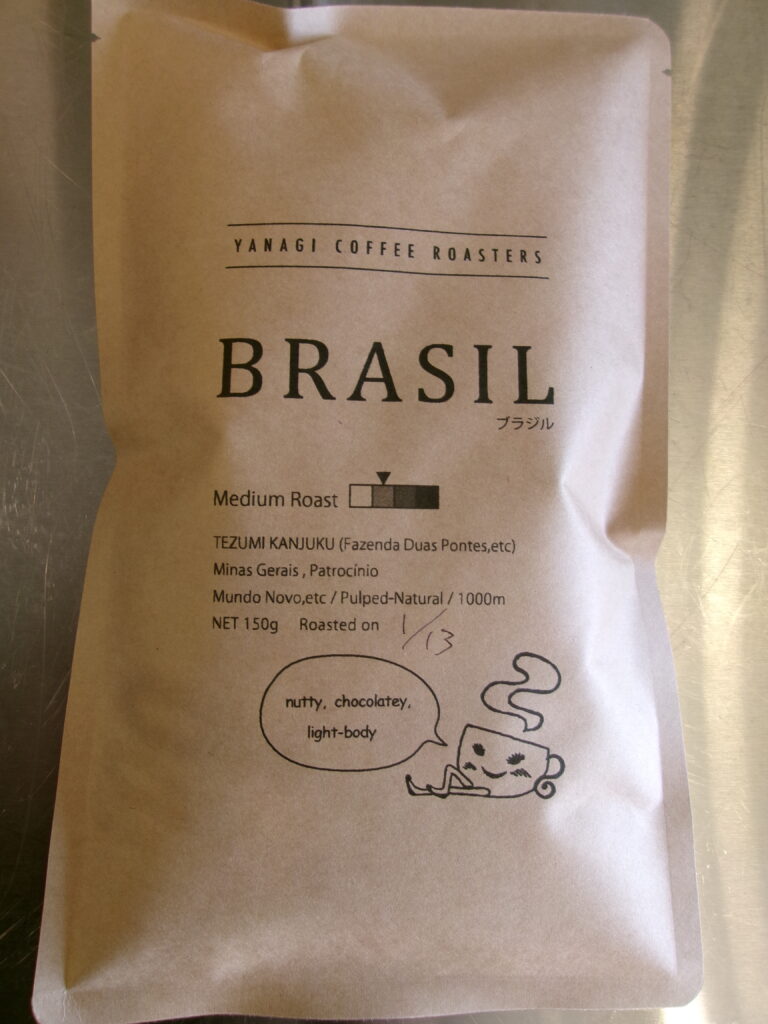 YANAGI COFFEE ROASTERS
BRASIL
ブラジル
Medium Roast
TEZUMI KANJUKU (Fazenda Duas Pontes,etc)
Minas Gerais , Patrocínio
Mundo Novo,etc / Pulped-Natural / 1000m
NET 150g Roasted on 1/13
nutty, chocolatey,
light-body